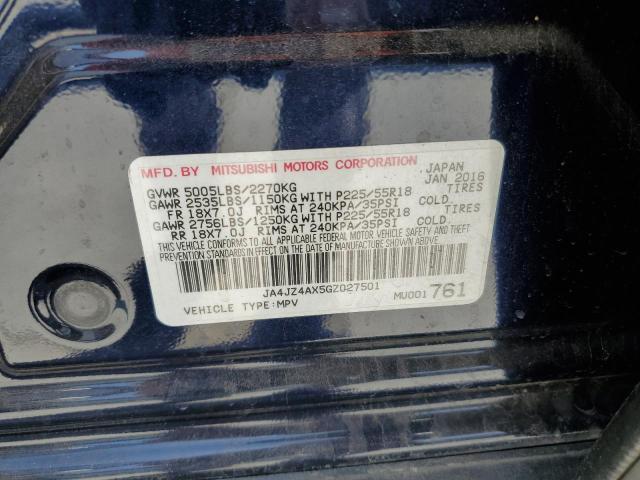 MFD. BY MITSUBISHI MOTORS CORPORATION JAPAN
GVWR 5005LBS/2270KG JAN 2016
GAWR 2535LBS/1150KG WITH P225/55R18 TIRES
FR 18X7.0J RIMS AT 240KPA/35PSI COLD.
GAWR 2756LBS/1250KG WITH P225/55R18 TIRES
RR 18X7.0J RIMS AT 240KPA/35PSI COLD.
THIS VEHICLE CONFORMS TO ALL APPLICABLE FEDERAL MOTOR VEHICLE SAFETY AND THEFT
PREVENTION STANDARDS IN EFFECT ON THE DATE OF MANUFACTURE SHOWN ABOVE.
JA4JZ4AX5GZ027501
VEHICLE TYPE:MPV MU001 761